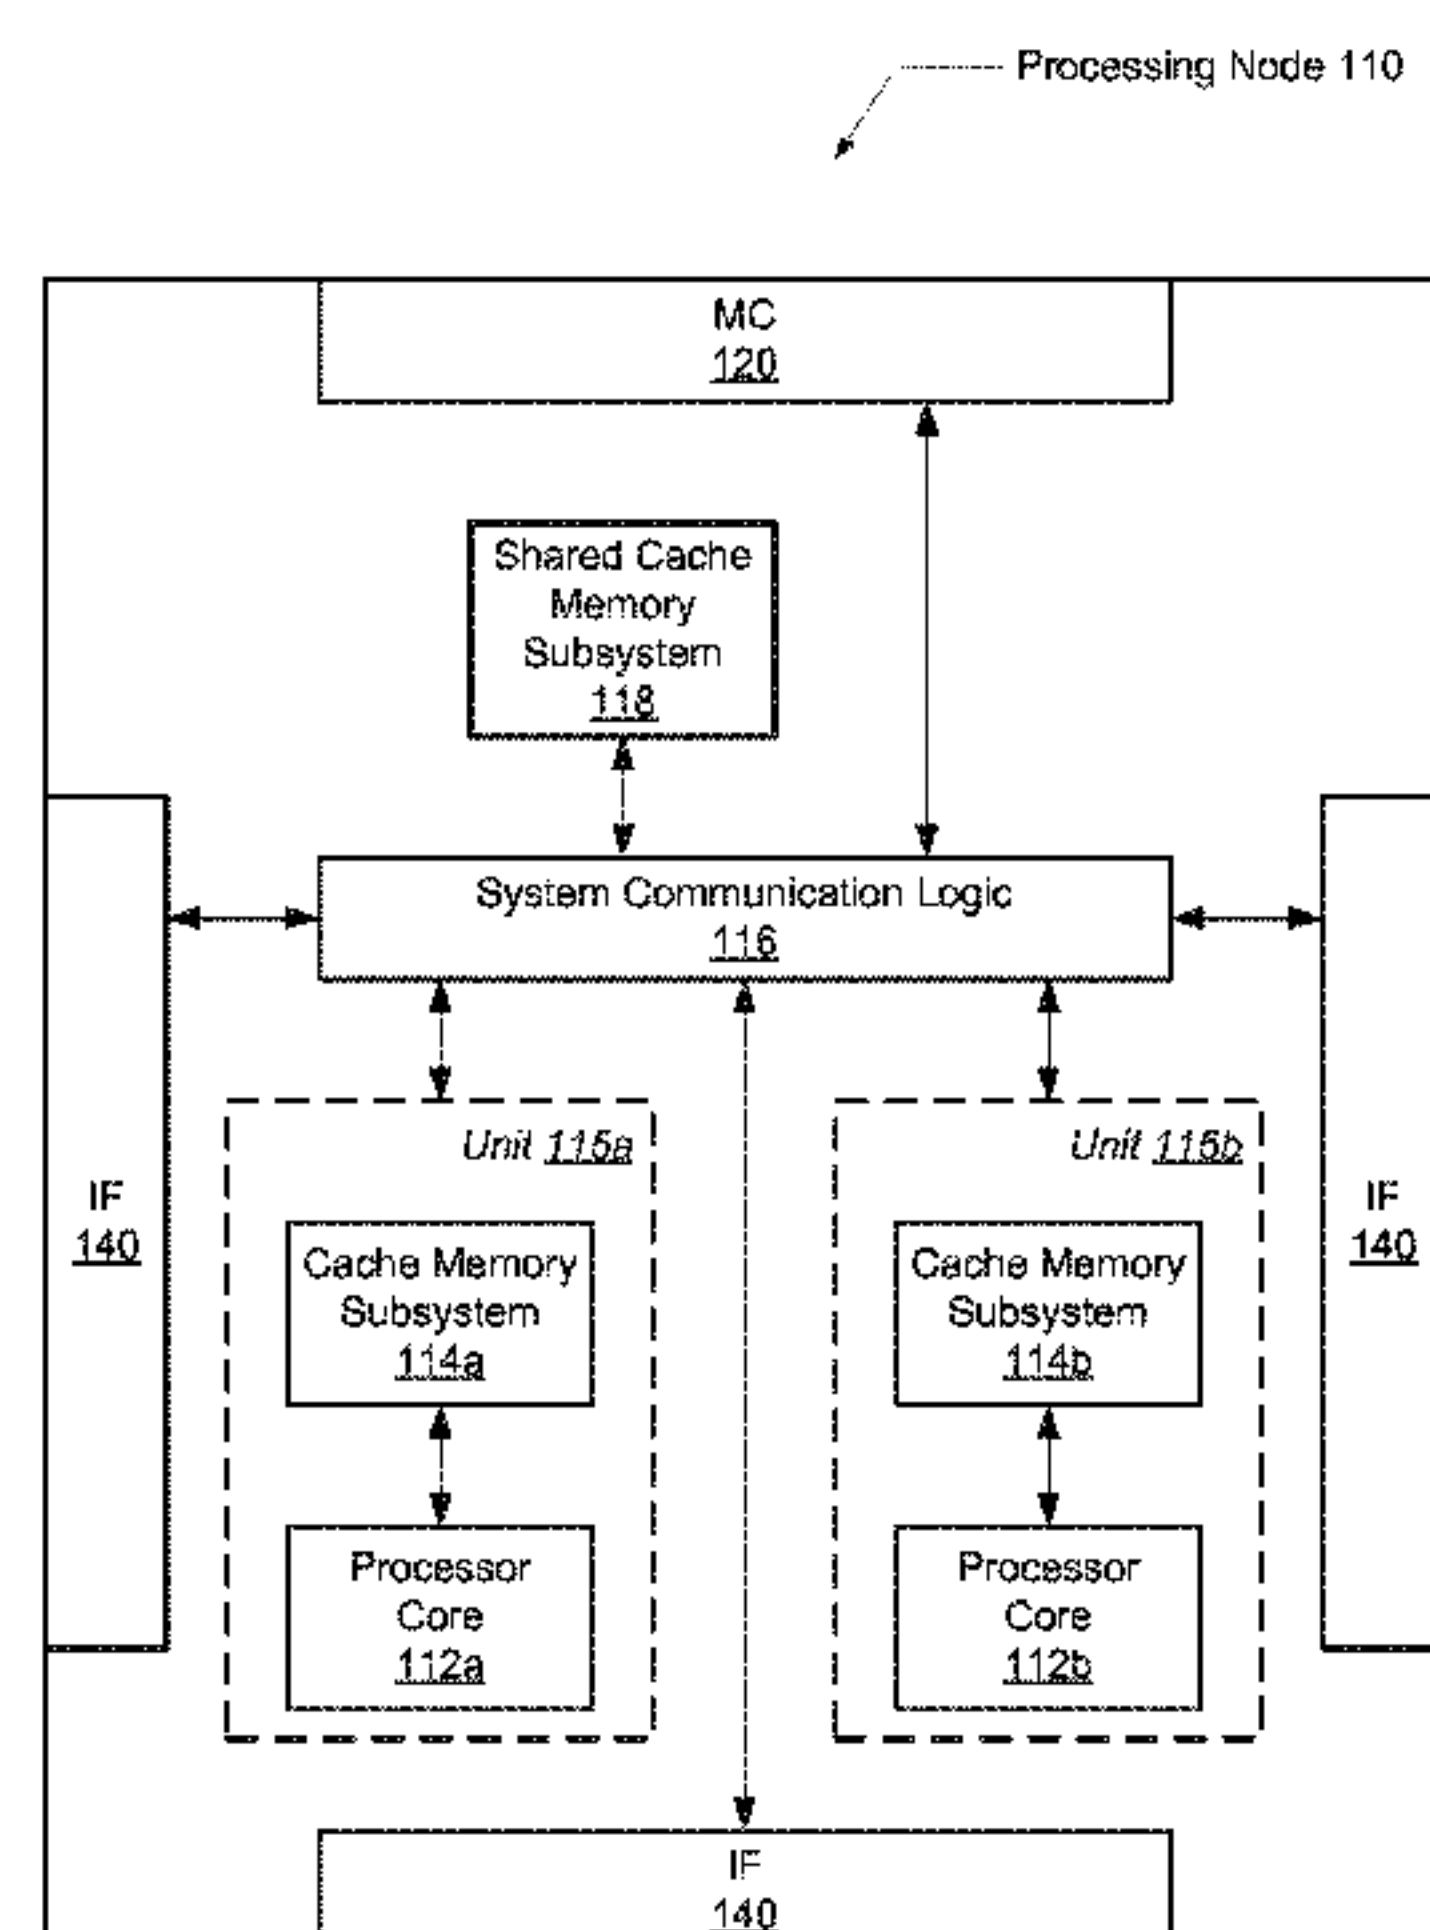 Processing Node 110
MC
120
Shared Cache
Memory
Subsystem
118
System Communication Logic
116
Unit 115a
Unit 115b
IF
140
IF
140
Cache Memory
Subsystem
114a
Cache Memory
Subsystem
114b
Processor
Core
112a
Processor
Core
112b
IF
140